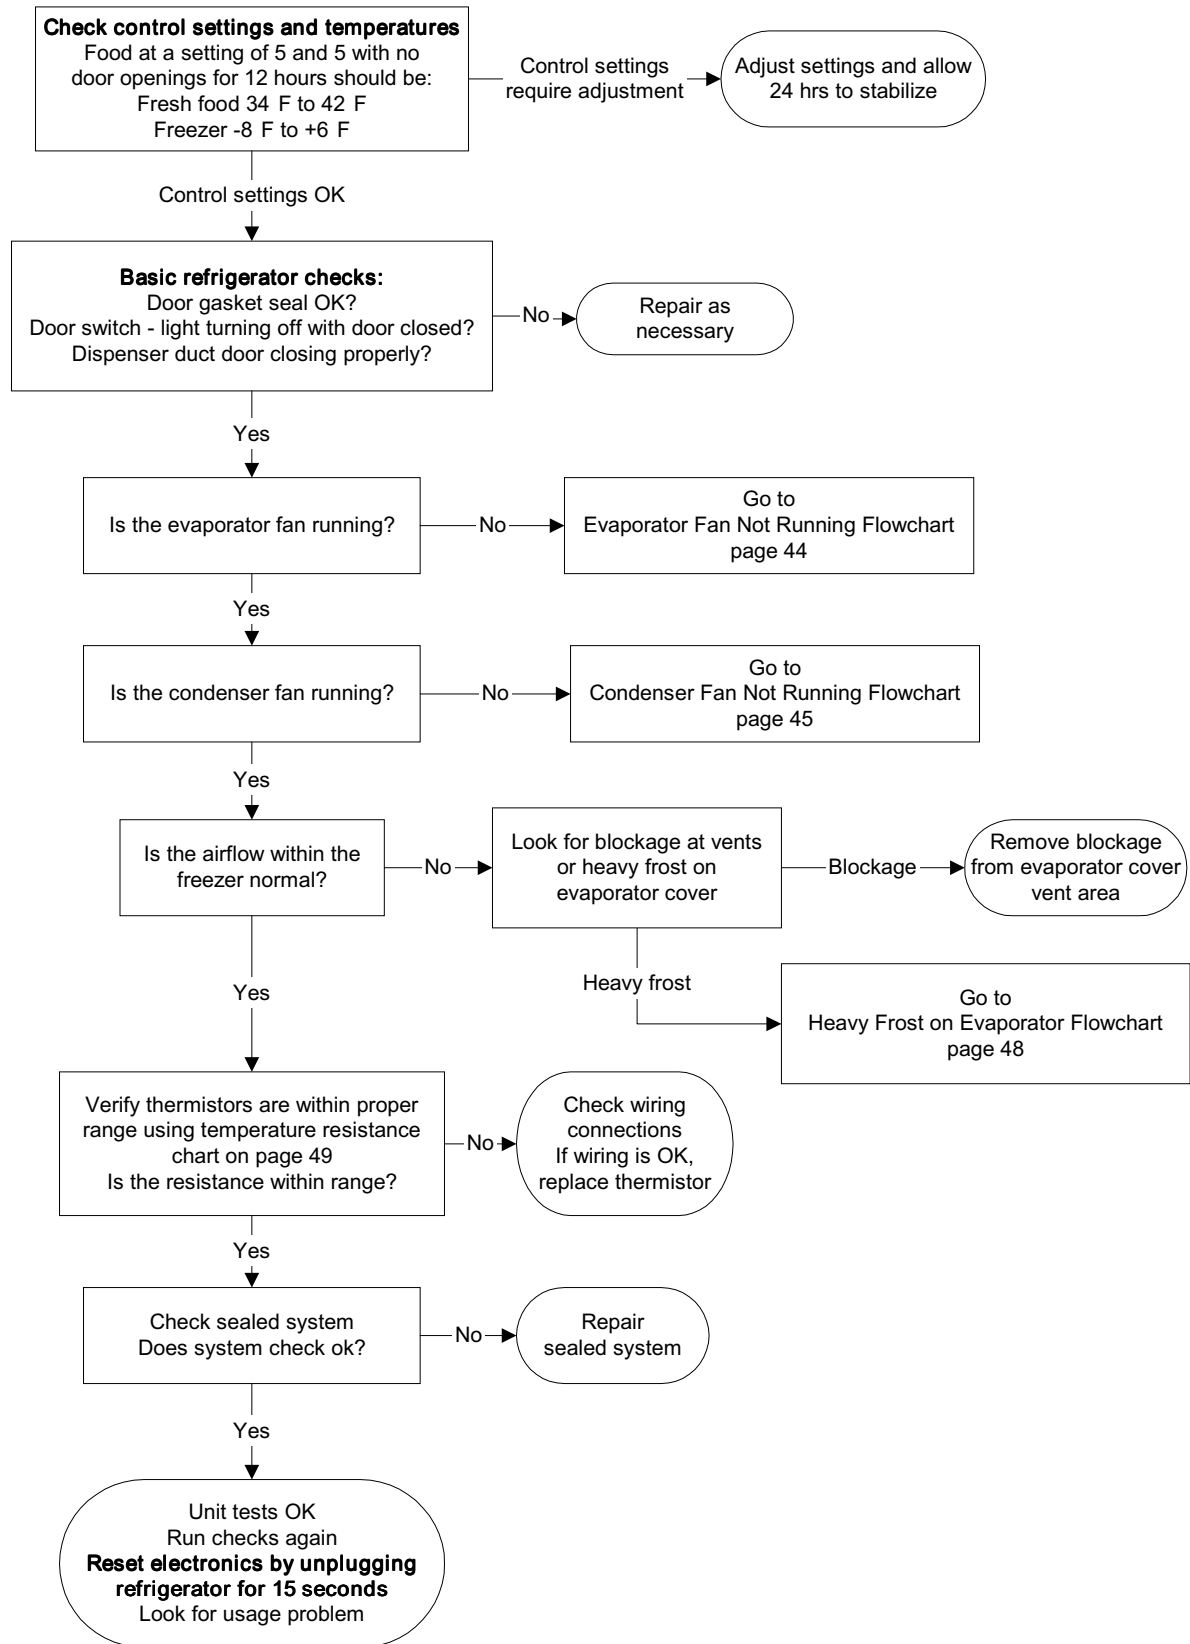 Check control settings and temperatures
Food at a setting of 5 and 5 with no
door openings for 12 hours should be:
Fresh food 34 F to 42 F
Freezer -8 F to +6 F
Control settings
require adjustment
Adjust settings and allow
24 hrs to stabilize
Control settings OK
Basic refrigerator checks:
Door gasket seal OK?
Door switch - light turning off with door closed?
Dispenser duct door closing properly?
No
Repair as
necessary
Yes
Is the evaporator fan running?
No
Go to
Evaporator Fan Not Running Flowchart
page 44
Yes
Is the condenser fan running?
No
Go to
Condenser Fan Not Running Flowchart
page 45
Yes
Is the airflow within the
freezer normal?
No
Look for blockage at vents
or heavy frost on
evaporator cover
Blockage
Remove blockage
from evaporator cover
vent area
Heavy frost
Go to
Heavy Frost on Evaporator Flowchart
page 48
Yes
Verify thermistors are within proper
range using temperature resistance
chart on page 49
Is the resistance within range?
No
Check wiring
connections
If wiring is OK,
replace thermistor
Yes
Check sealed system
Does system check ok?
No
Repair
sealed system
Yes
Unit tests OK
Run checks again
Reset electronics by unplugging
refrigerator for 15 seconds
Look for usage problem